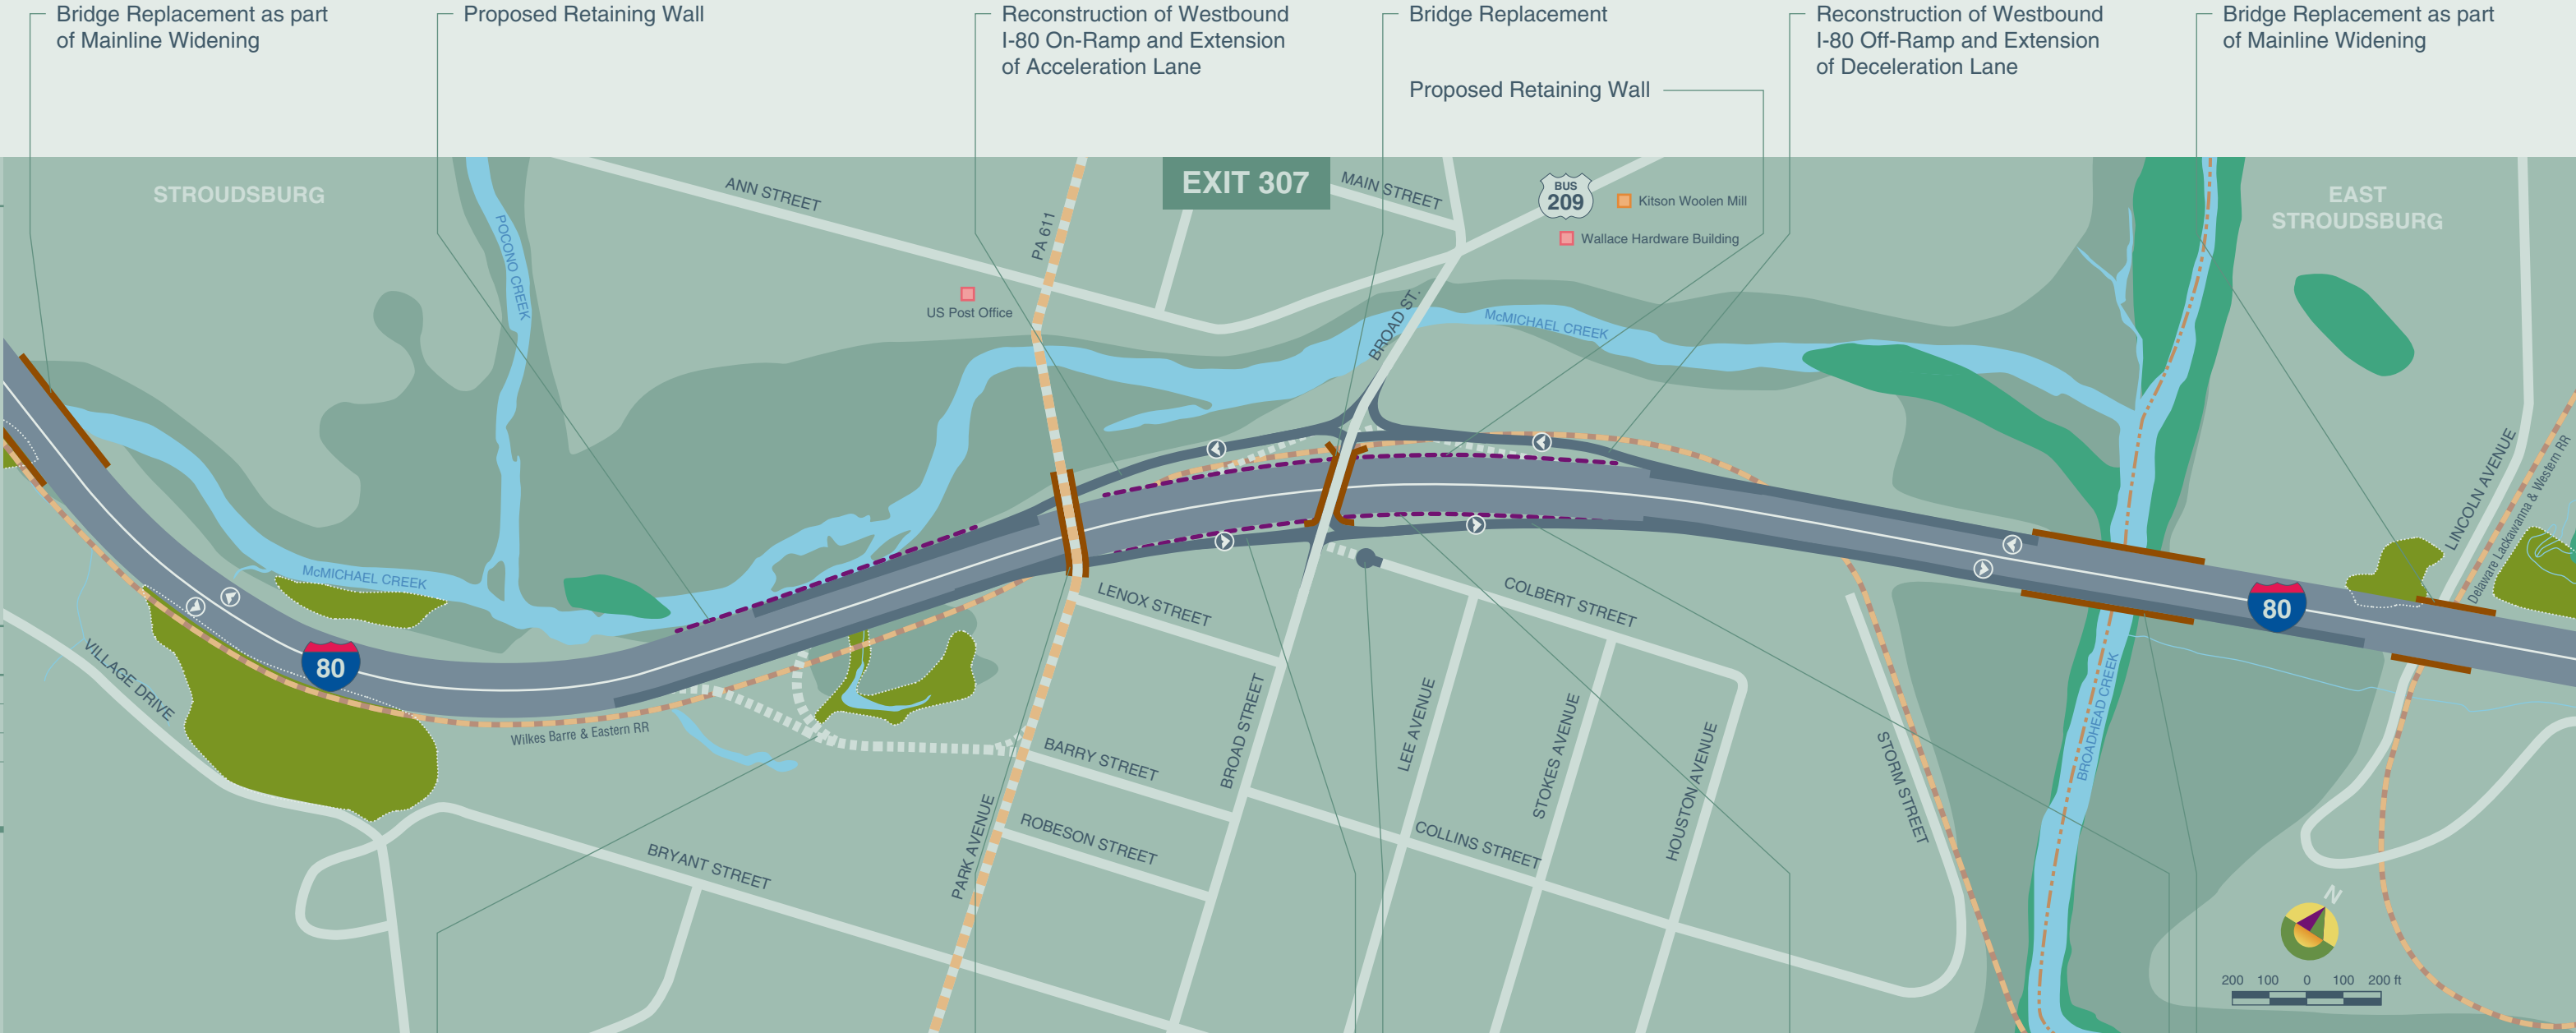 Bridge Replacement as part
of Mainline Widening
Proposed Retaining Wall
Reconstruction of Westbound
I-80 On-Ramp and Extension
of Acceleration Lane
Bridge Replacement
Proposed Retaining Wall
Reconstruction of Westbound
I-80 Off-Ramp and Extension
of Deceleration Lane
Bridge Replacement as part
of Mainline Widening
STROUDSBURG
POCONO CREEK
ANN STREET
PA 611
EXIT 307
MAIN STREET
BUS
209
Kitson Woolen Mill
Wallace Hardware Building
EAST
STROUDSBURG
US Post Office
BROAD ST.
McMICHAEL CREEK
LINCOLN AVENUE
Delaware Lackawanna & Western RR
McMICHAEL CREEK
LENOX STREET
COLBERT STREET
80
80
VILLAGE DRIVE
Wilkes Barre & Eastern RR
BARRY STREET
BROAD STREET
LEE AVENUE
STOKES AVENUE
HOUSTON AVENUE
STORM STREET
BROADHEAD CREEK
PARK AVENUE
ROBESON STREET
COLLINS STREET
BRYANT STREET
N
200 100 0 100 200 ft